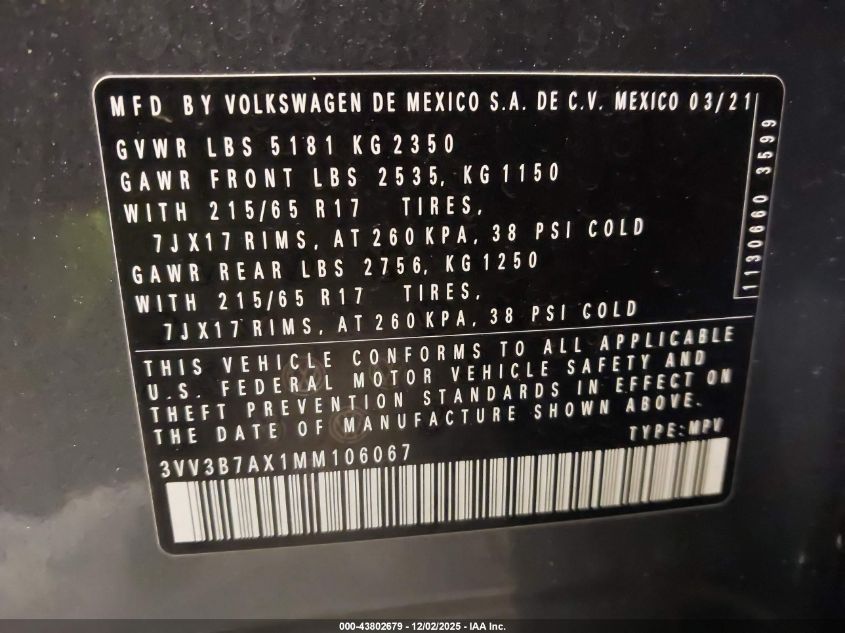 MFD BY VOLKSWAGEN DE MEXICO S.A. DE C.V. MEXICO 03/21
GVWR LBS 5181 KG 2350
GAWR FRONT LBS 2535, KG 1150
WITH 215/65 R17 TIRES,
7JX17 RIMS, AT 260 KPA, 38 PSI COLD
GAWR REAR LBS 2756, KG 1250
WITH 215/65 R17 TIRES,
7JX17 RIMS, AT 260 KPA, 38 PSI COLD
1130660 3599
THIS VEHICLE CONFORMS TO ALL APPLICABLE
U.S. FEDERAL MOTOR VEHICLE SAFETY AND
THEFT PREVENTION STANDARDS IN EFFECT ON
THE DATE OF MANUFACTURE SHOWN ABOVE.
TYPE: MPV
3VV3B7AX1MM106067
000-43802679 - 12/02/2025 - IAA Inc.